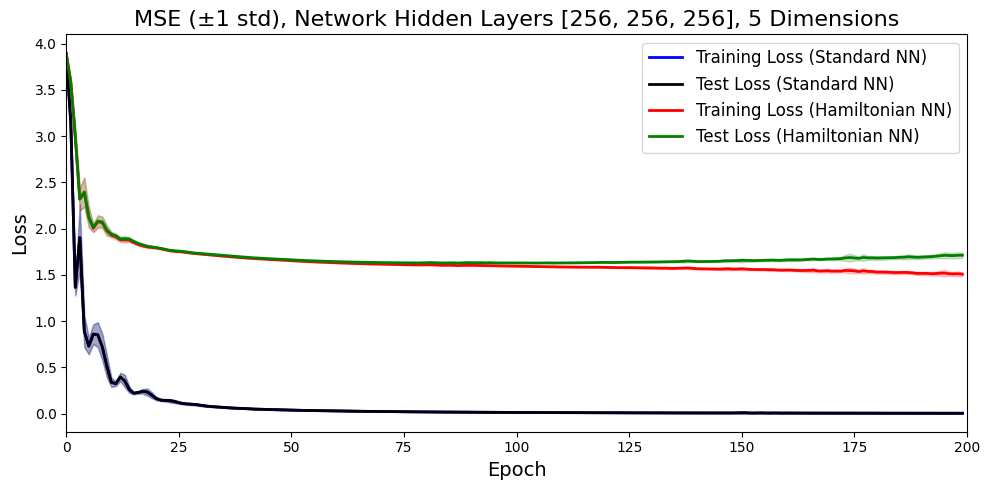 MSE (±1 std), Network Hidden Layers [256, 256, 256], 5 Dimensions
Training Loss (Standard NN)
Test Loss (Standard NN)
Training Loss (Hamiltonian NN)
Test Loss (Hamiltonian NN)
Loss
4.0
3.5
3.0
2.5
2.0
1.5
1.0
0.5
0.0
0 25 50 75 100 125 150 175 200
Epoch